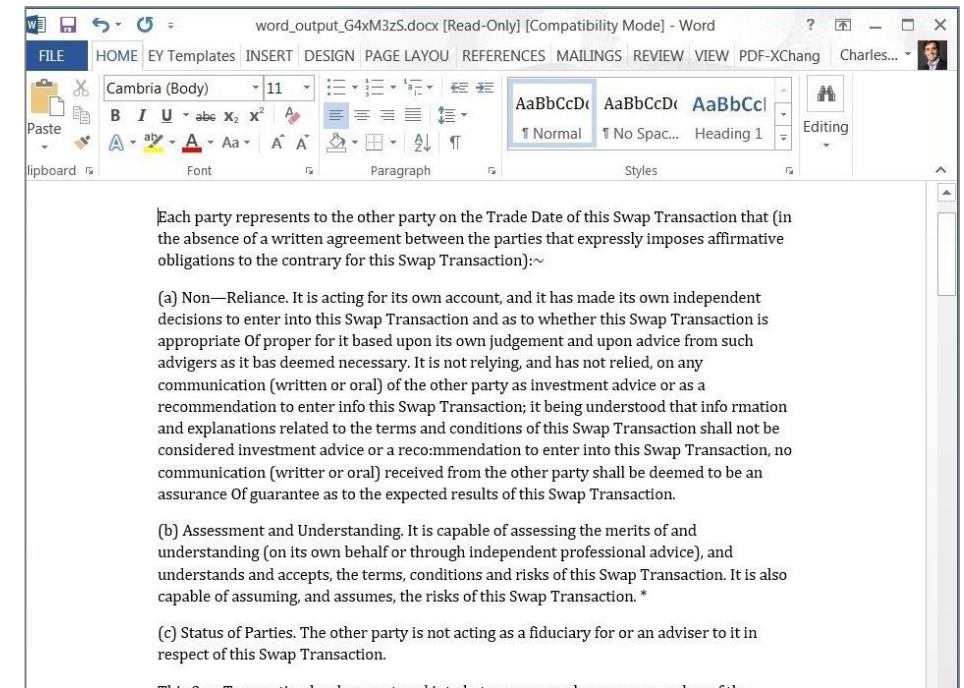 word_output_G4xM3zS.docx [Read-Only] [Compatibility Mode] - Word
FILE HOME EY Templates INSERT DESIGN PAGE LAYOU REFERENCES MAILINGS REVIEW VIEW PDF-XChang Charles...
Cambria (Body) 11
Paste
B I U abc X₂ X² 
A ab A Aa A A
AaBbCcDc AaBbCcDc AaBbCcl
¶ Normal ¶ No Spac... Heading 1
Editing
lipboard Font Paragraph Styles
Each party represents to the other party on the Trade Date of this Swap Transaction that (in
the absence of a written agreement between the parties that expressly imposes affirmative
obligations to the contrary for this Swap Transaction):~
(a) Non—Reliance. It is acting for its own account, and it has made its own independent
decisions to enter into this Swap Transaction and as to whether this Swap Transaction is
appropriate Of proper for it based upon its own judgement and upon advice from such
advigers as it bas deemed necessary. It is not relying, and has not relied, on any
communication (written or oral) of the other party as investment advice or as a
recommendation to enter info this Swap Transaction; it being understood that info rmation
and explanations related to the terms and conditions of this Swap Transaction shall not be
considered investment advice or a reco:mmendation to enter into this Swap Transaction, no
communication (writter or oral) received from the other party shall be deemed to be an
assurance Of guarantee as to the expected results of this Swap Transaction.
(b) Assessment and Understanding. It is capable of assessing the merits of and
understanding (on its own behalf or through independent professional advice), and
understands and accepts, the terms, conditions and risks of this Swap Transaction. It is also
capable of assuming, and assumes, the risks of this Swap Transaction. *
(c) Status of Parties. The other party is not acting as a fiduciary for or an adviser to it in
respect of this Swap Transaction.